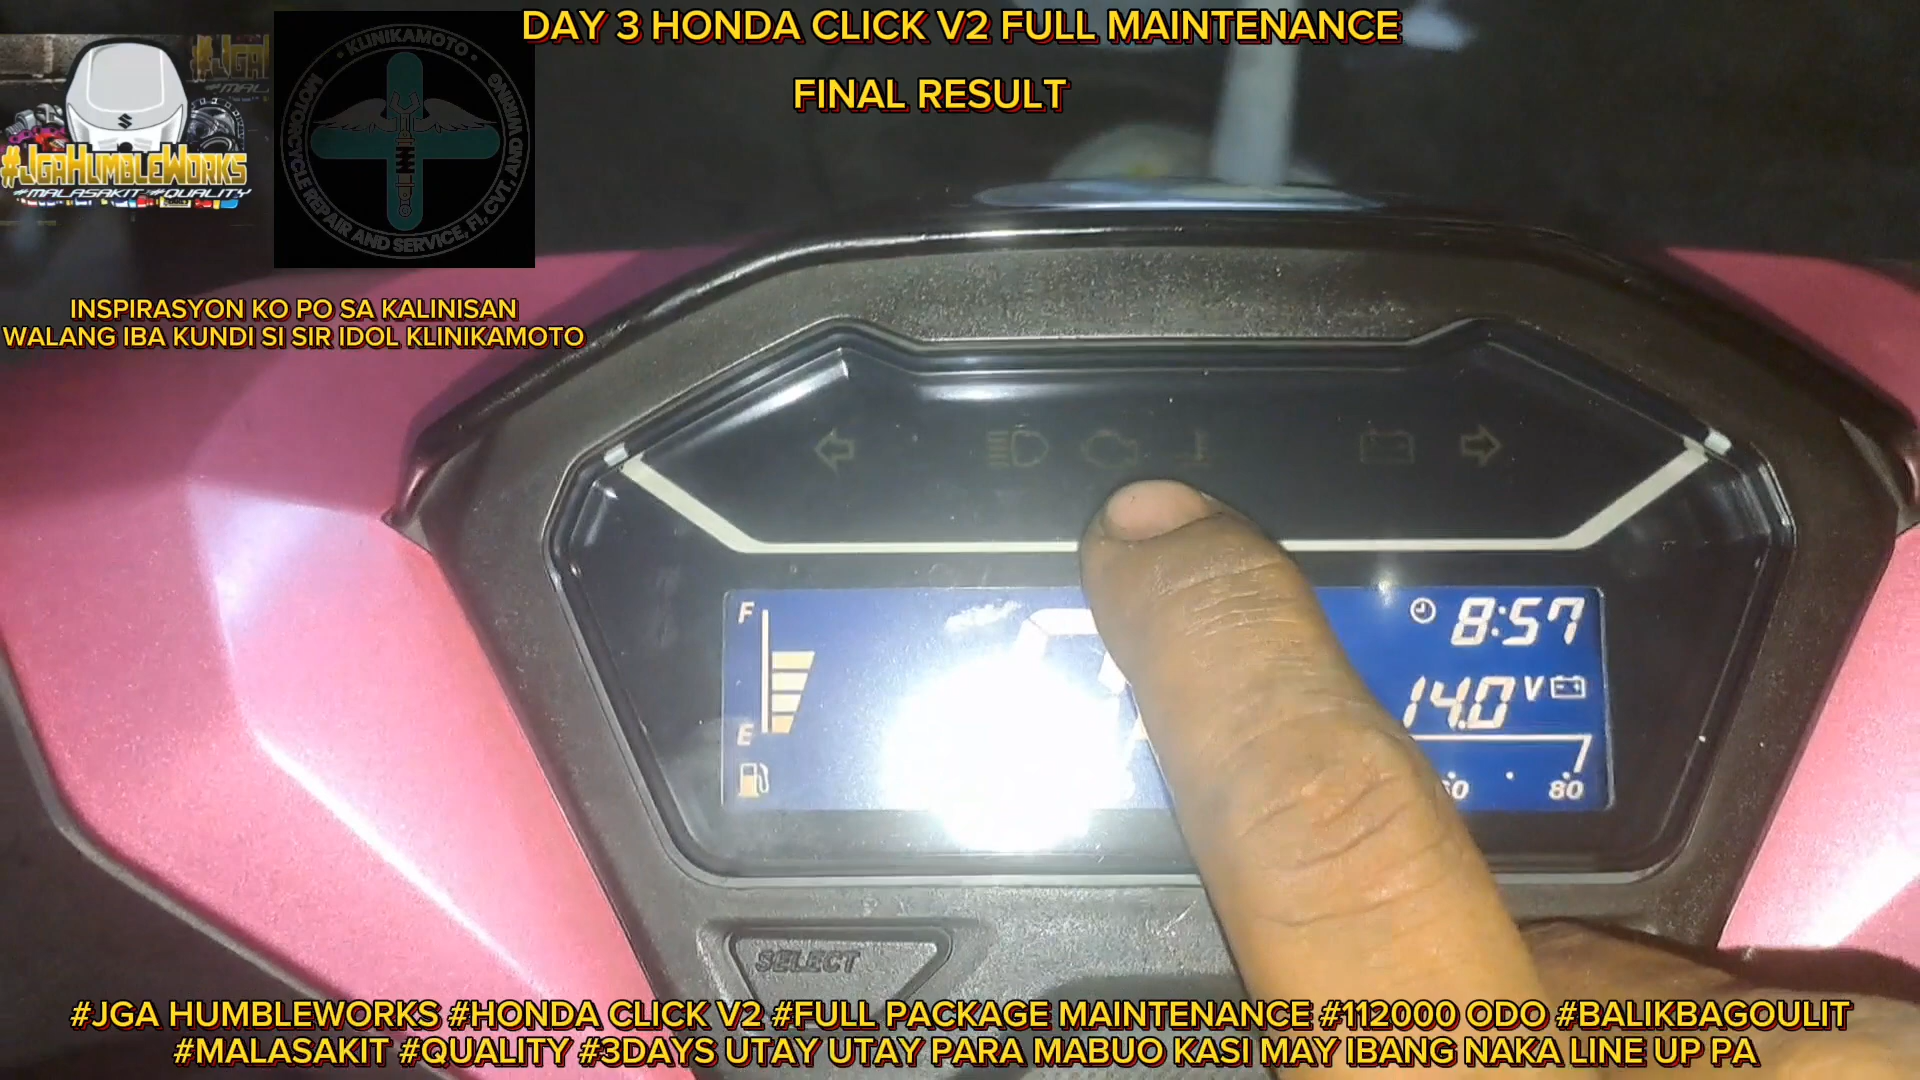 DAY 3 HONDA CLICK V2 FULL MAINTENANCE
FINAL RESULT
#JGAHUMBLEWORKS
#MALASAKIT #QUALITY
• KLINIKAMOTO •
MOTORCYCLE REPAIR AND SERVICE, FI, CVT, AND WIRING
INSPIRASYON KO PO SA KALINISAN
WALANG IBA KUNDI SI SIR IDOL KLINIKAMOTO
F
E
8:57
14.0 V
80
SELECT
#JGA HUMBLEWORKS #HONDA CLICK V2 #FULL PACKAGE MAINTENANCE #112000 ODO #BALIKBAGOULIT
#MALASAKIT #QUALITY #3DAYS UTAY UTAY PARA MABUO KASI MAY IBANG NAKA LINE UP PA